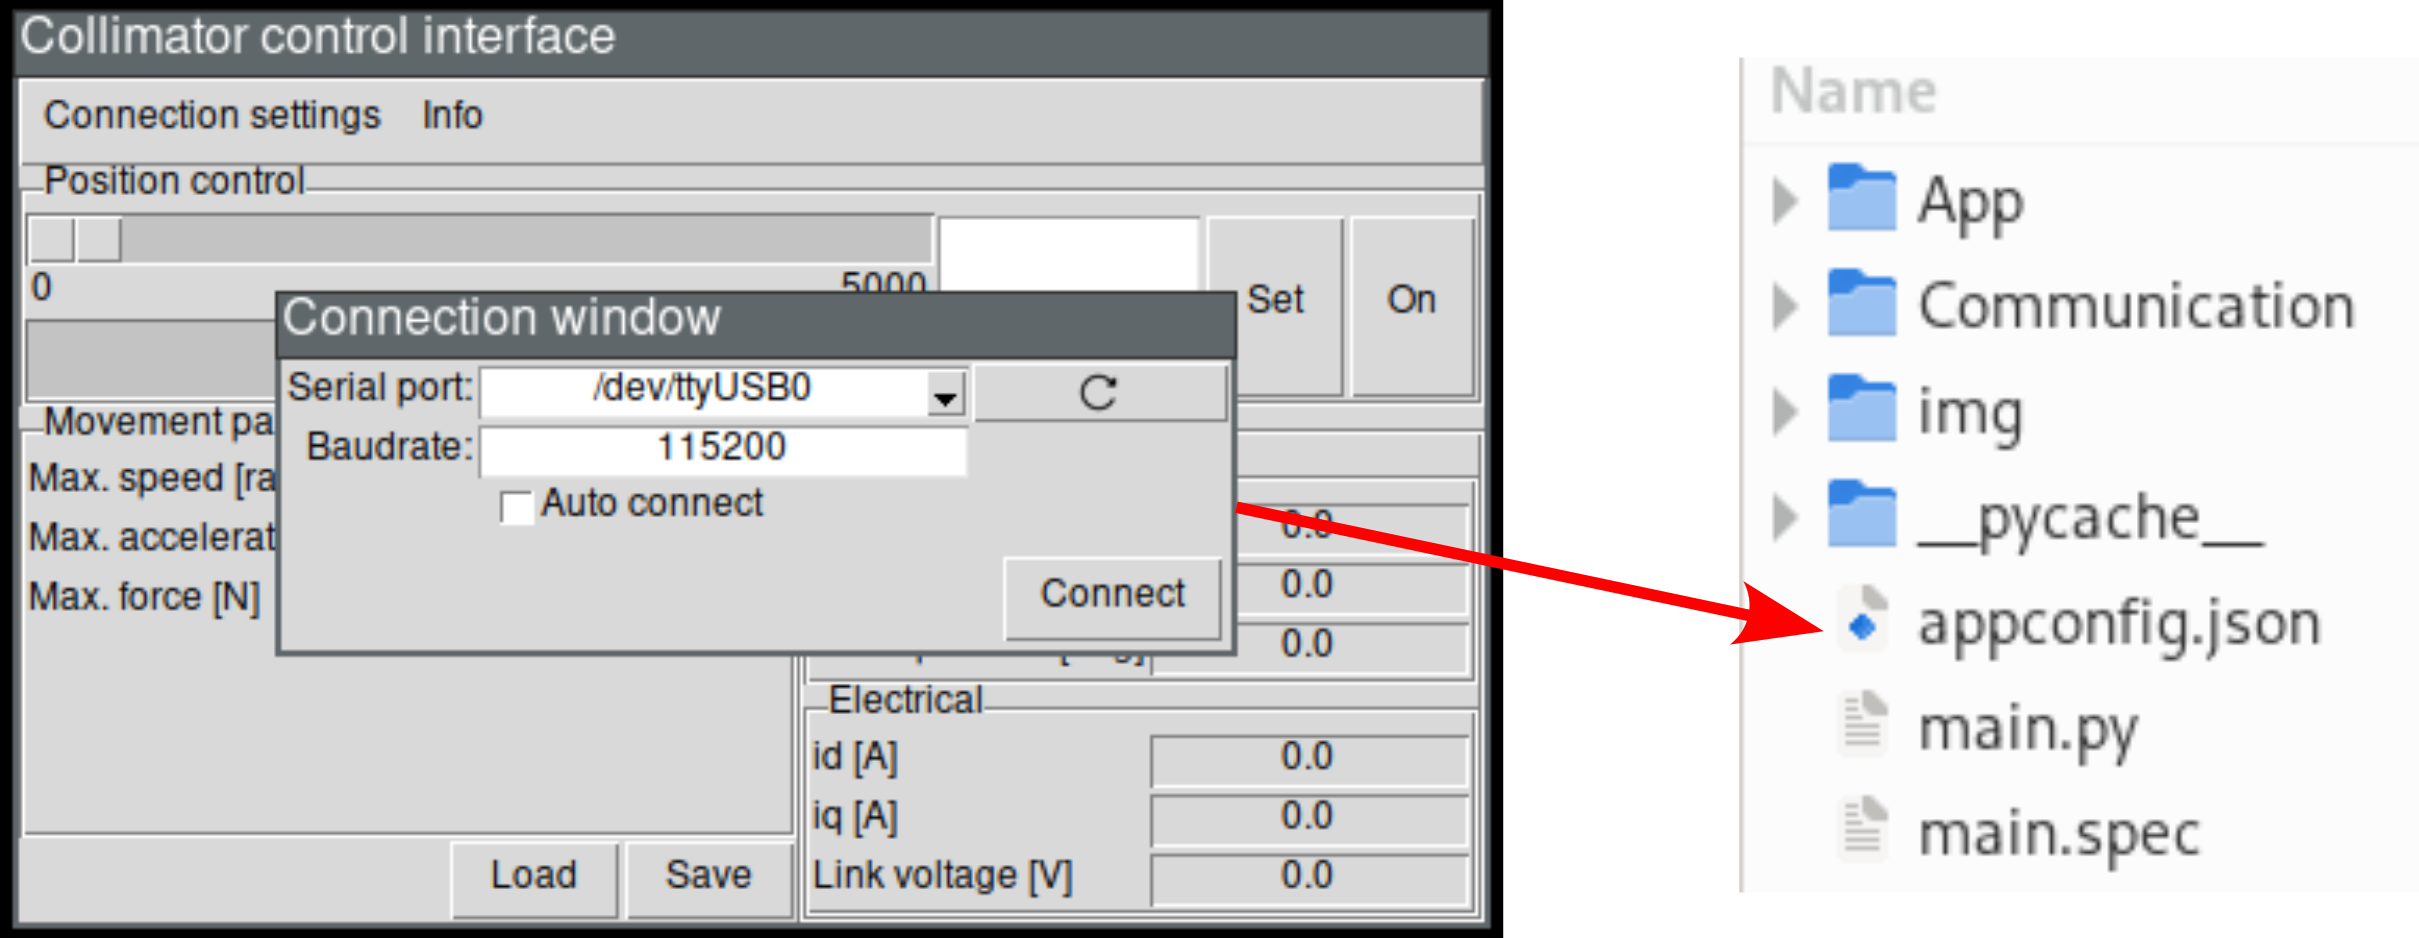 Collimator control interface
Connection settings Info
Position control
0 5000
Set On
Connection window
Serial port: /dev/ttyUSB0
Baudrate: 115200
Auto connect
Connect
Movement pa
Max. speed [ra
Max. accelerat
Max. force [N]
0.0
0.0
0.0
Electrical
id [A] 0.0
iq [A] 0.0
Link voltage [V] 0.0
Load Save
Name
App
Communication
img
__pycache__
appconfig.json
main.py
main.spec